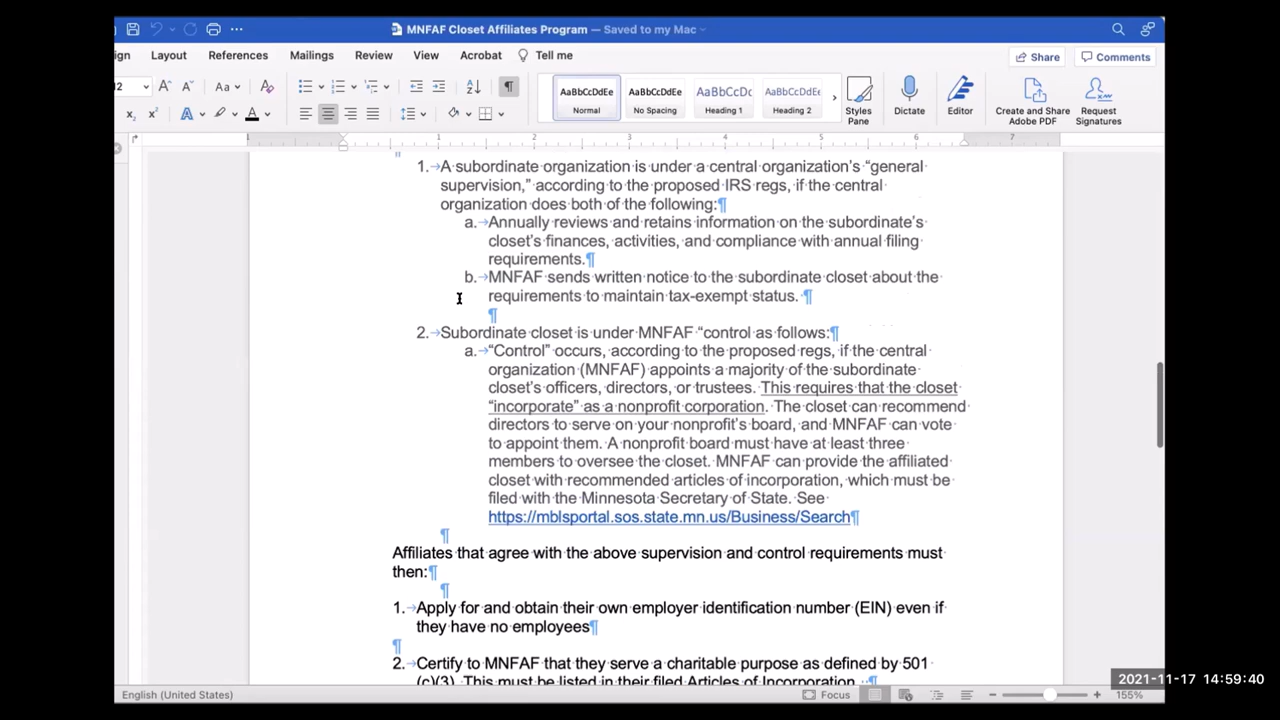 MNFAF Closet Affiliates Program — Saved to my Mac
ign Layout References Mailings Review View Acrobat Tell me Share Comments
12 Aa AaBbCcDdEe AaBbCcDdEe AaBbCcDc AaBbCcDdEe
Normal No Spacing Heading 1 Heading 2 Styles Pane Dictate Editor Create and Share Adobe PDF Request Signatures
1 1 2 3 4 5 6 7
1. A subordinate organization is under a central organization's “general
supervision,” according to the proposed IRS regs, if the central
organization does both of the following:¶
a. Annually reviews and retains information on the subordinate's
closet's finances, activities, and compliance with annual filing
requirements.¶
b. MNFAF sends written notice to the subordinate closet about the
requirements to maintain tax-exempt status. ¶
¶
2. Subordinate closet is under MNFAF “control as follows:¶
a. “Control” occurs, according to the proposed regs, if the central
organization (MNFAF) appoints a majority of the subordinate
closet's officers, directors, or trustees. This requires that the closet
“incorporate” as a nonprofit corporation. The closet can recommend
directors to serve on your nonprofit's board, and MNFAF can vote
to appoint them. A nonprofit board must have at least three
members to oversee the closet. MNFAF can provide the affiliated
closet with recommended articles of incorporation, which must be
filed with the Minnesota Secretary of State. See
https://mblsportal.sos.state.mn.us/Business/Search¶
¶
Affiliates that agree with the above supervision and control requirements must
then:¶
¶
1. Apply for and obtain their own employer identification number (EIN) even if
they have no employees¶
¶
2. Certify to MNFAF that they serve a charitable purpose as defined by 501
(c)(3). This must be listed in their filed Articles of Incorporation. ¶
2021-11-17 14:59:40
English (United States) Focus 155%